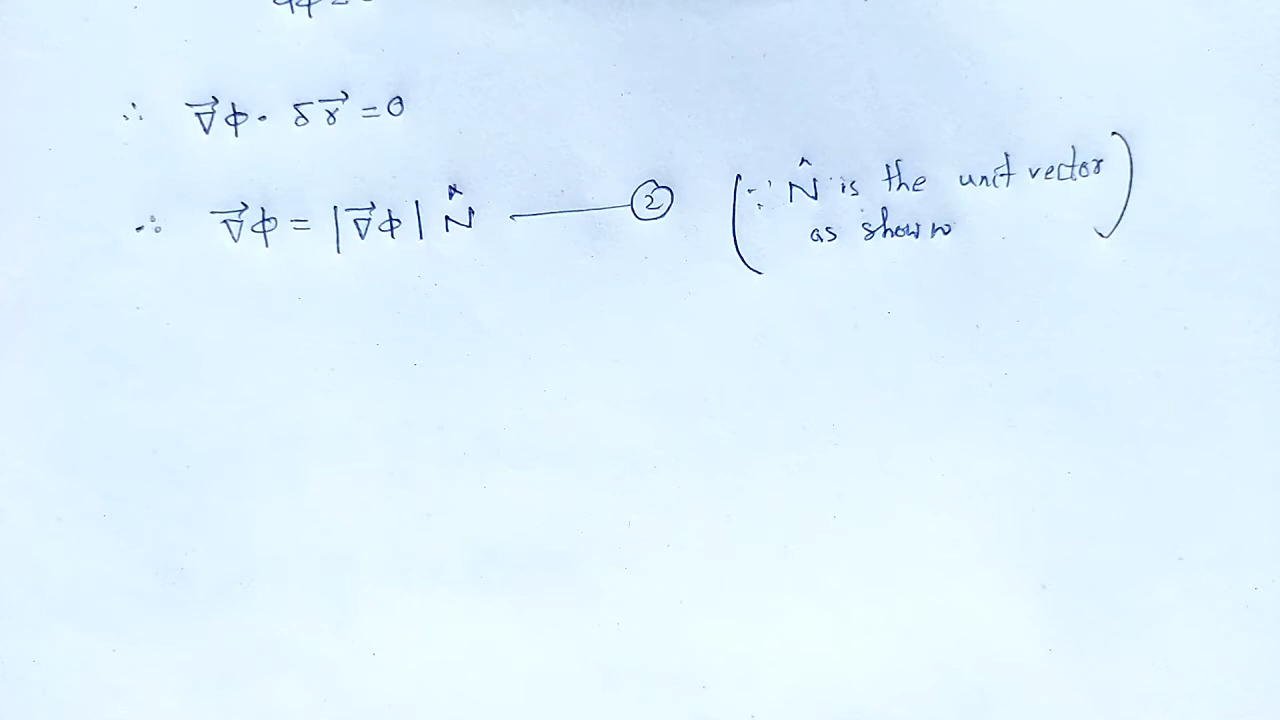 ∴ ∇⃗ϕ · δr⃗ = 0
∴ ∇⃗ϕ = |∇⃗ϕ| N̂ —— ② (∵ N̂ is the unit vector
as shown)